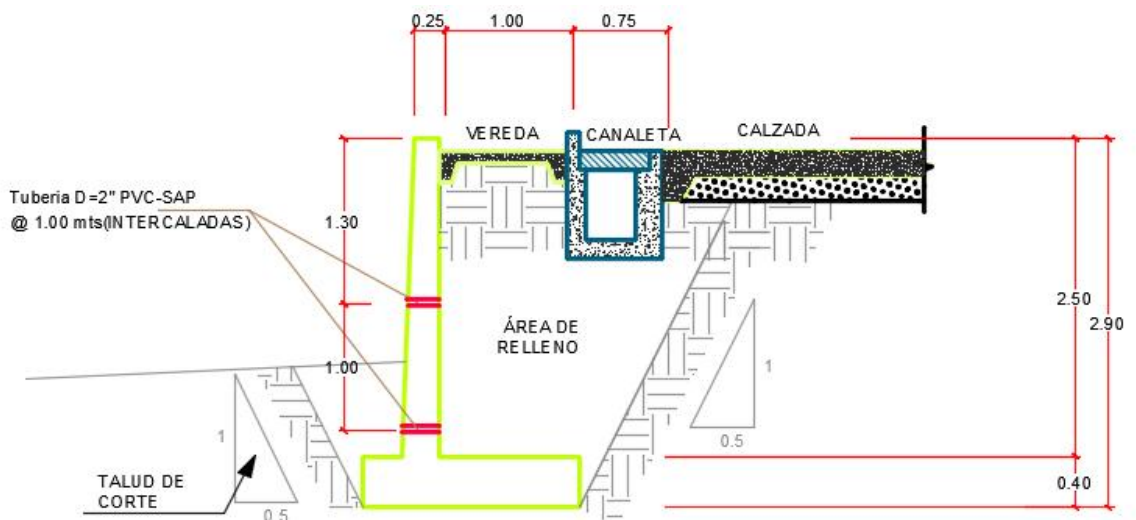 0.25 1.00 0.75
VEREDA CANALETA CALZADA
Tuberia D=2" PVC-SAP
@ 1.00 mts(INTERCALADAS)
1.30
2.50
2.90
ÁREA DE
RELLENO
1.00
1
0.5
1
0.5
TALUD DE
CORTE
0.40